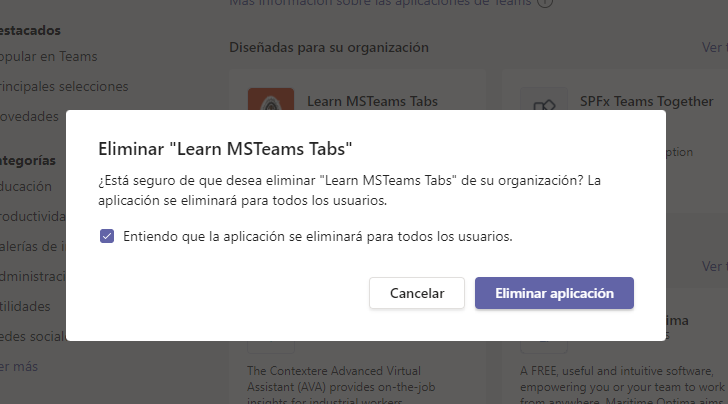 Más información sobre las aplicaciones de Teams
estacados
opular en Teams
rincipales selecciones
ovedades
ategorías
ducación
roductividad
alerías de i
dministraci
tilidades
edes social
er más
Diseñadas para su organización
Ver t
Learn MSTeams Tabs
SPFx Teams Together
ption
Eliminar "Learn MSTeams Tabs"
¿Está seguro de que desea eliminar "Learn MSTeams Tabs" de su organización? La
aplicación se eliminará para todos los usuarios.
Entiendo que la aplicación se eliminará para todos los usuarios.
Cancelar
Eliminar aplicación
Ver t
ima
s
The Contextere Advanced Virtual
Assistant (AVA) provides on-the-job
insights for industrial workers
A FREE, useful and intuitive software,
empowering you or your team to work
from anywhere. Maritime Optima aims